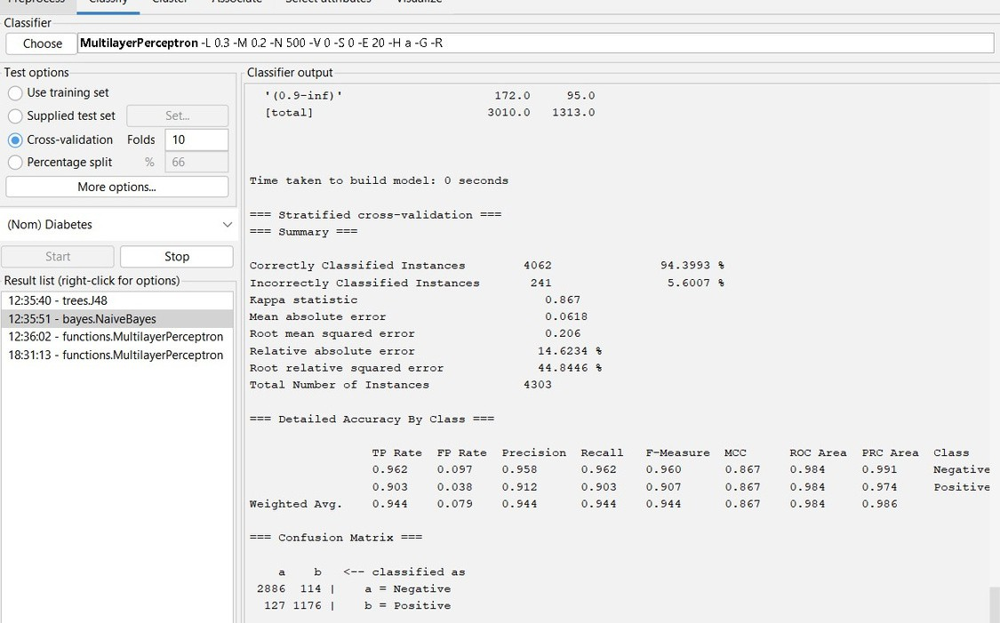 Preprocess Classify Cluster Associate Select attributes Visualize
Classifier
Choose MultilayerPerceptron -L 0.3 -M 0.2 -N 500 -V 0 -S 0 -E 20 -H a -G -R
Test options
Use training set
Supplied test set Set...
Cross-validation Folds 10
Percentage split % 66
More options...
(Nom) Diabetes
Start Stop
Result list (right-click for options)
12:35:40 - trees.J48
12:35:51 - bayes.NaiveBayes
12:36:02 - functions.MultilayerPerceptron
18:31:13 - functions.MultilayerPerceptron
Classifier output
'(0.9-inf)' 172.0 95.0
[total] 3010.0 1313.0
Time taken to build model: 0 seconds
=== Stratified cross-validation ===
=== Summary ===
Correctly Classified Instances 4062 94.3993 %
Incorrectly Classified Instances 241 5.6007 %
Kappa statistic 0.867
Mean absolute error 0.0618
Root mean squared error 0.206
Relative absolute error 14.6234 %
Root relative squared error 44.8446 %
Total Number of Instances 4303
=== Detailed Accuracy By Class ===
TP Rate FP Rate Precision Recall F-Measure MCC ROC Area PRC Area Class
0.962 0.097 0.958 0.962 0.960 0.867 0.984 0.991 Negative
0.903 0.038 0.912 0.903 0.907 0.867 0.984 0.974 Positive
Weighted Avg. 0.944 0.079 0.944 0.944 0.944 0.867 0.984 0.986
=== Confusion Matrix ===
a b <-- classified as
2886 114 | a = Negative
127 1176 | b = Positive